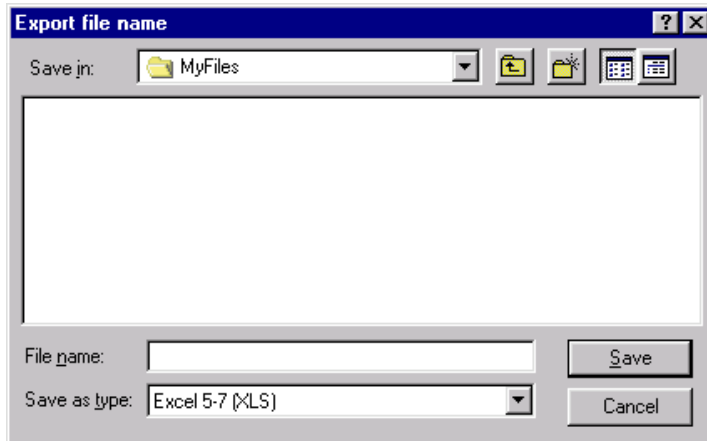 Export file name
Save in: MyFiles
File name: Save
Save as type: Excel 5-7 (XLS) Cancel